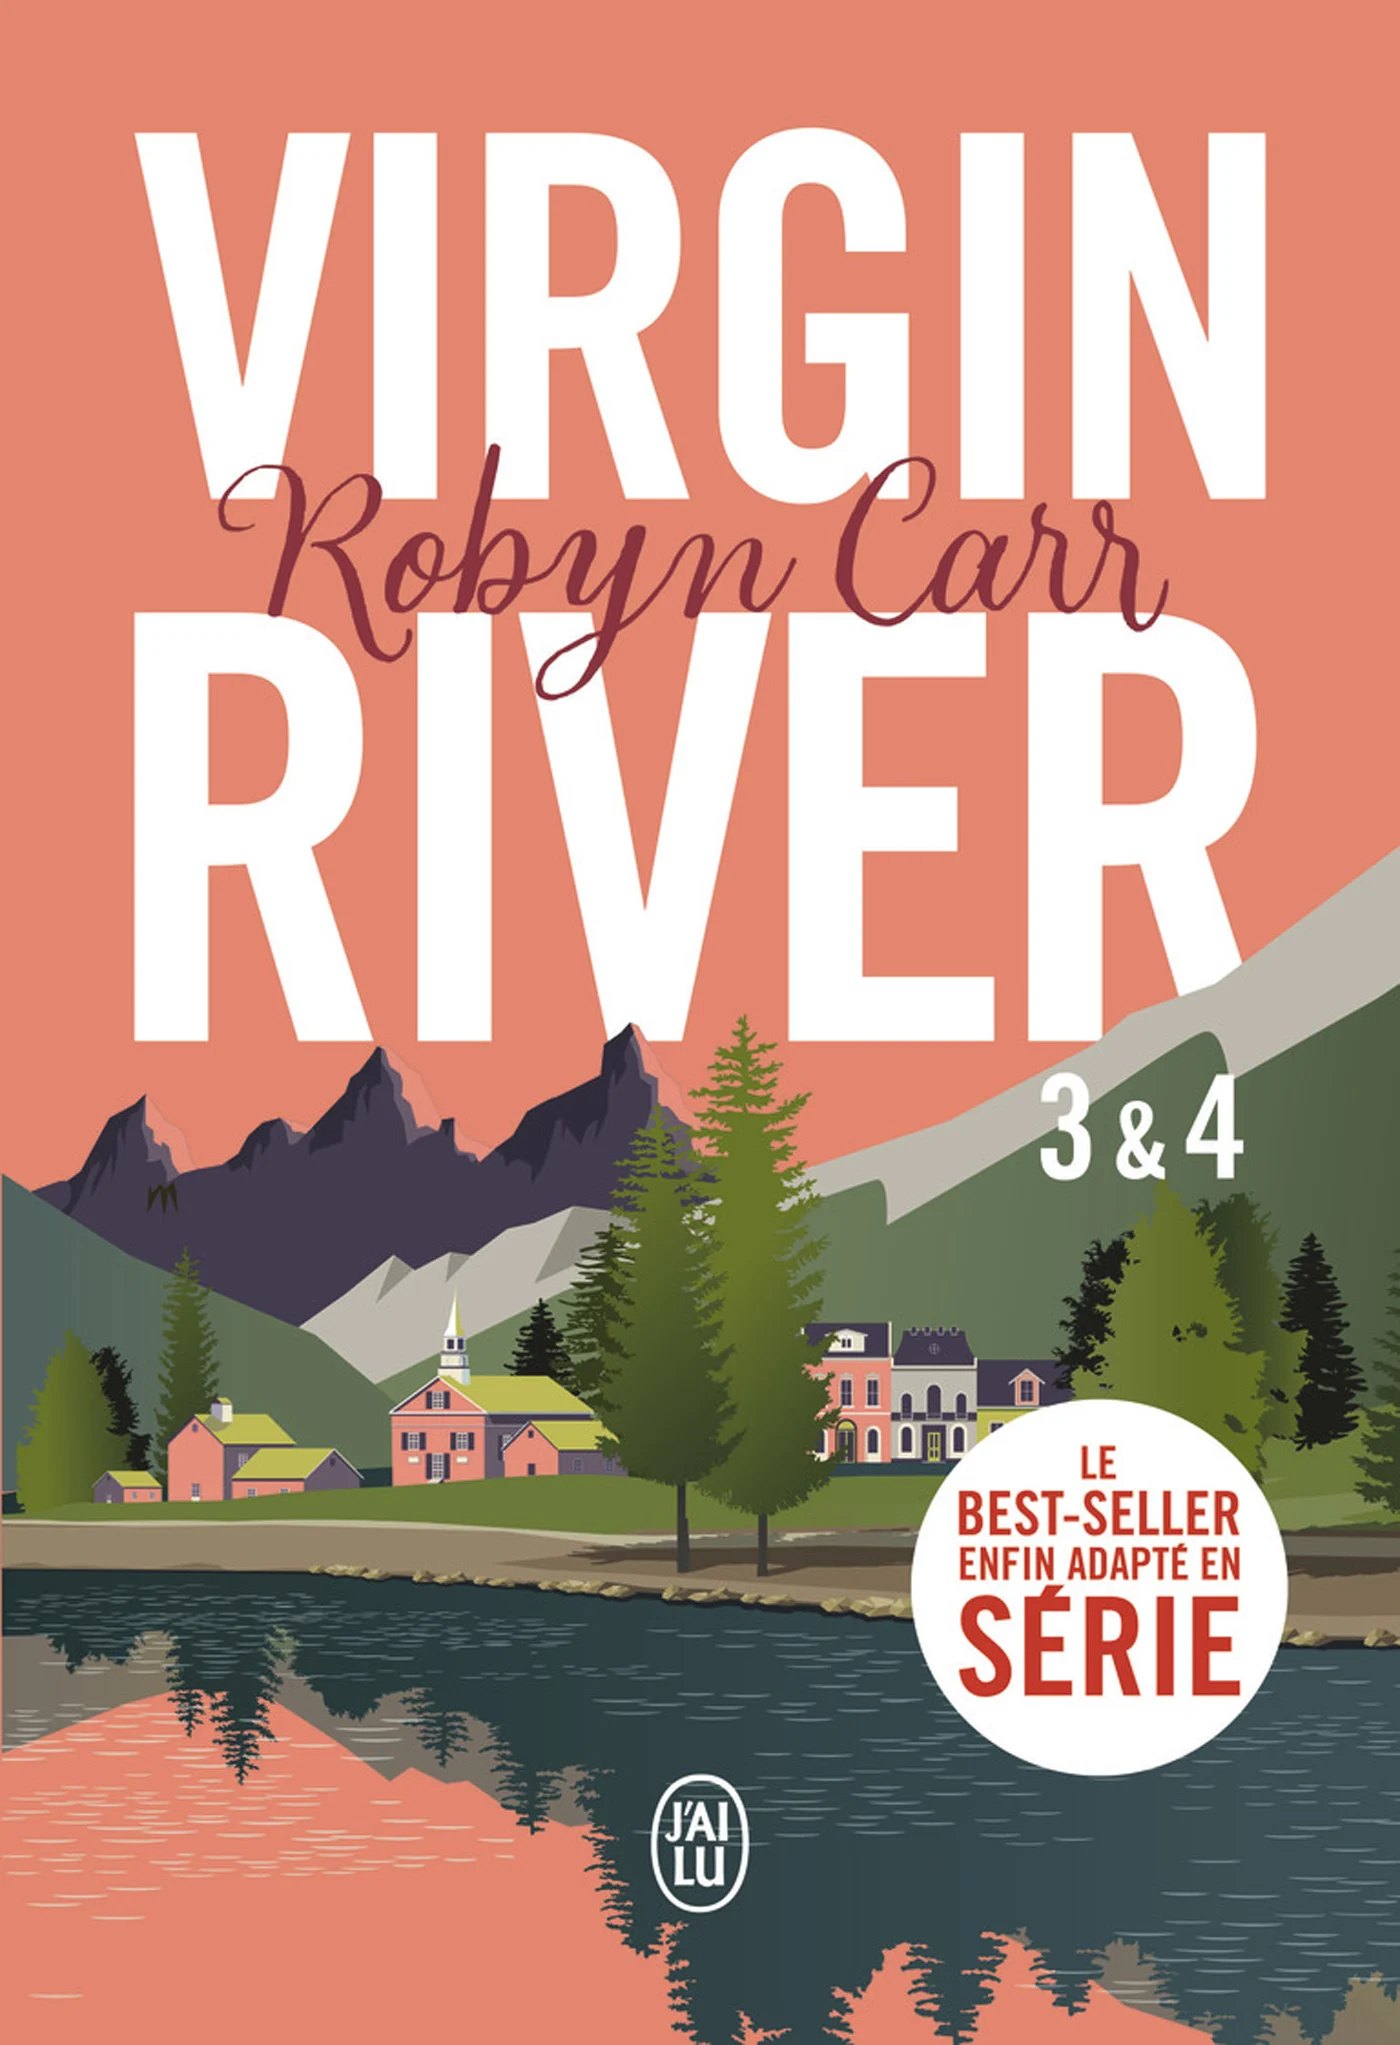 VIRGIN
Robyn Carr
RIVER
3 & 4
LE
BEST-SELLER
ENFIN ADAPTÉ EN
SÉRIE
J'AI
LU